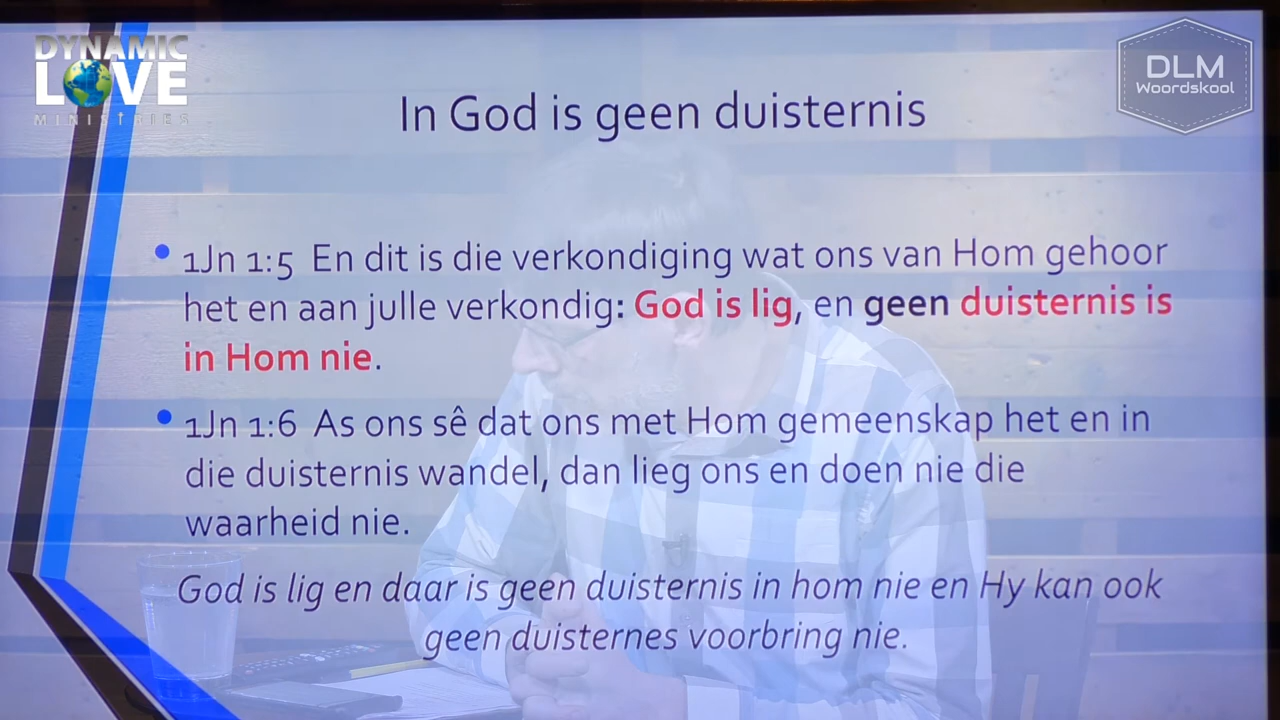 DYNAMIC
LOVE
MINISTRIES
DLM
Woordskool
In God is geen duisternis
• 1Jn 1:5 En dit is die verkondiging wat ons van Hom gehoor
het en aan julle verkondig: God is lig, en geen duisternis is
in Hom nie.
• 1Jn 1:6 As ons sê dat ons met Hom gemeenskap het en in
die duisternis wandel, dan lieg ons en doen nie die
waarheid nie.
God is lig en daar is geen duisternis in hom nie en Hy kan ook
geen duisternes voorbring nie.